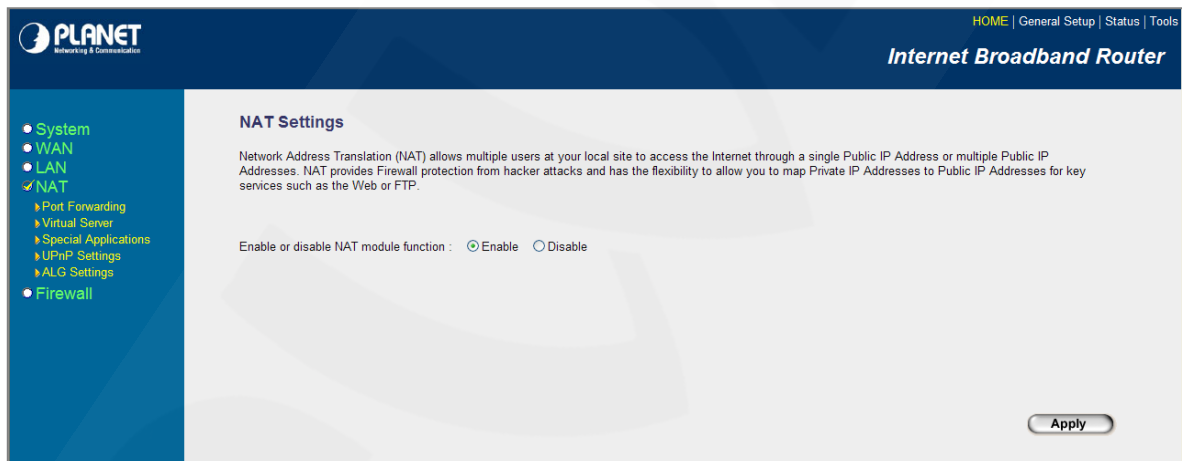 PLANET
Networking & Communication
HOME | General Setup | Status | Tools
Internet Broadband Router
System
WAN
LAN
NAT
Port Forwarding
Virtual Server
Special Applications
UPnP Settings
ALG Settings
Firewall
NAT Settings
Network Address Translation (NAT) allows multiple users at your local site to access the Internet through a single Public IP Address or multiple Public IP
Addresses. NAT provides Firewall protection from hacker attacks and has the flexibility to allow you to map Private IP Addresses to Public IP Addresses for key
services such as the Web or FTP.
Enable or disable NAT module function : Enable Disable
Apply